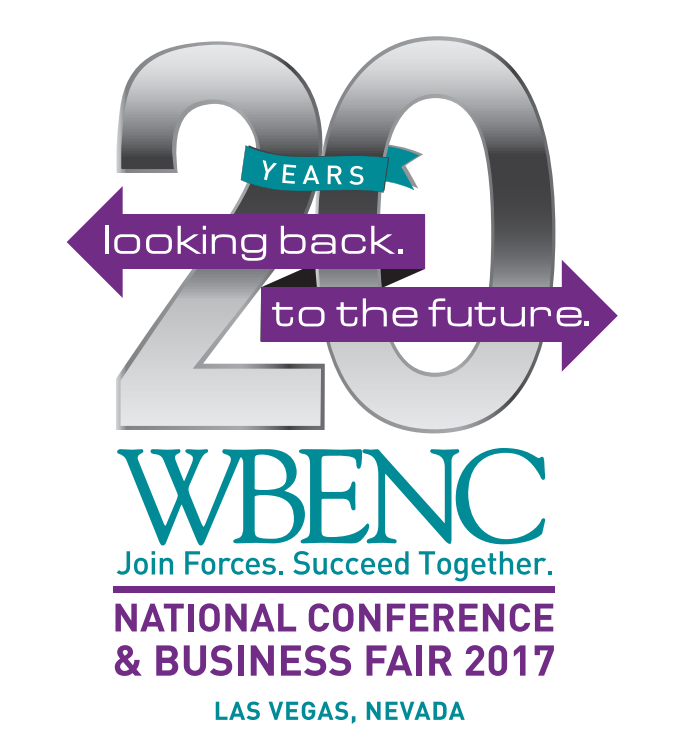 20
YEARS
looking back.
to the future.
WBENC
Join Forces. Succeed Together.
NATIONAL CONFERENCE
& BUSINESS FAIR 2017
LAS VEGAS, NEVADA